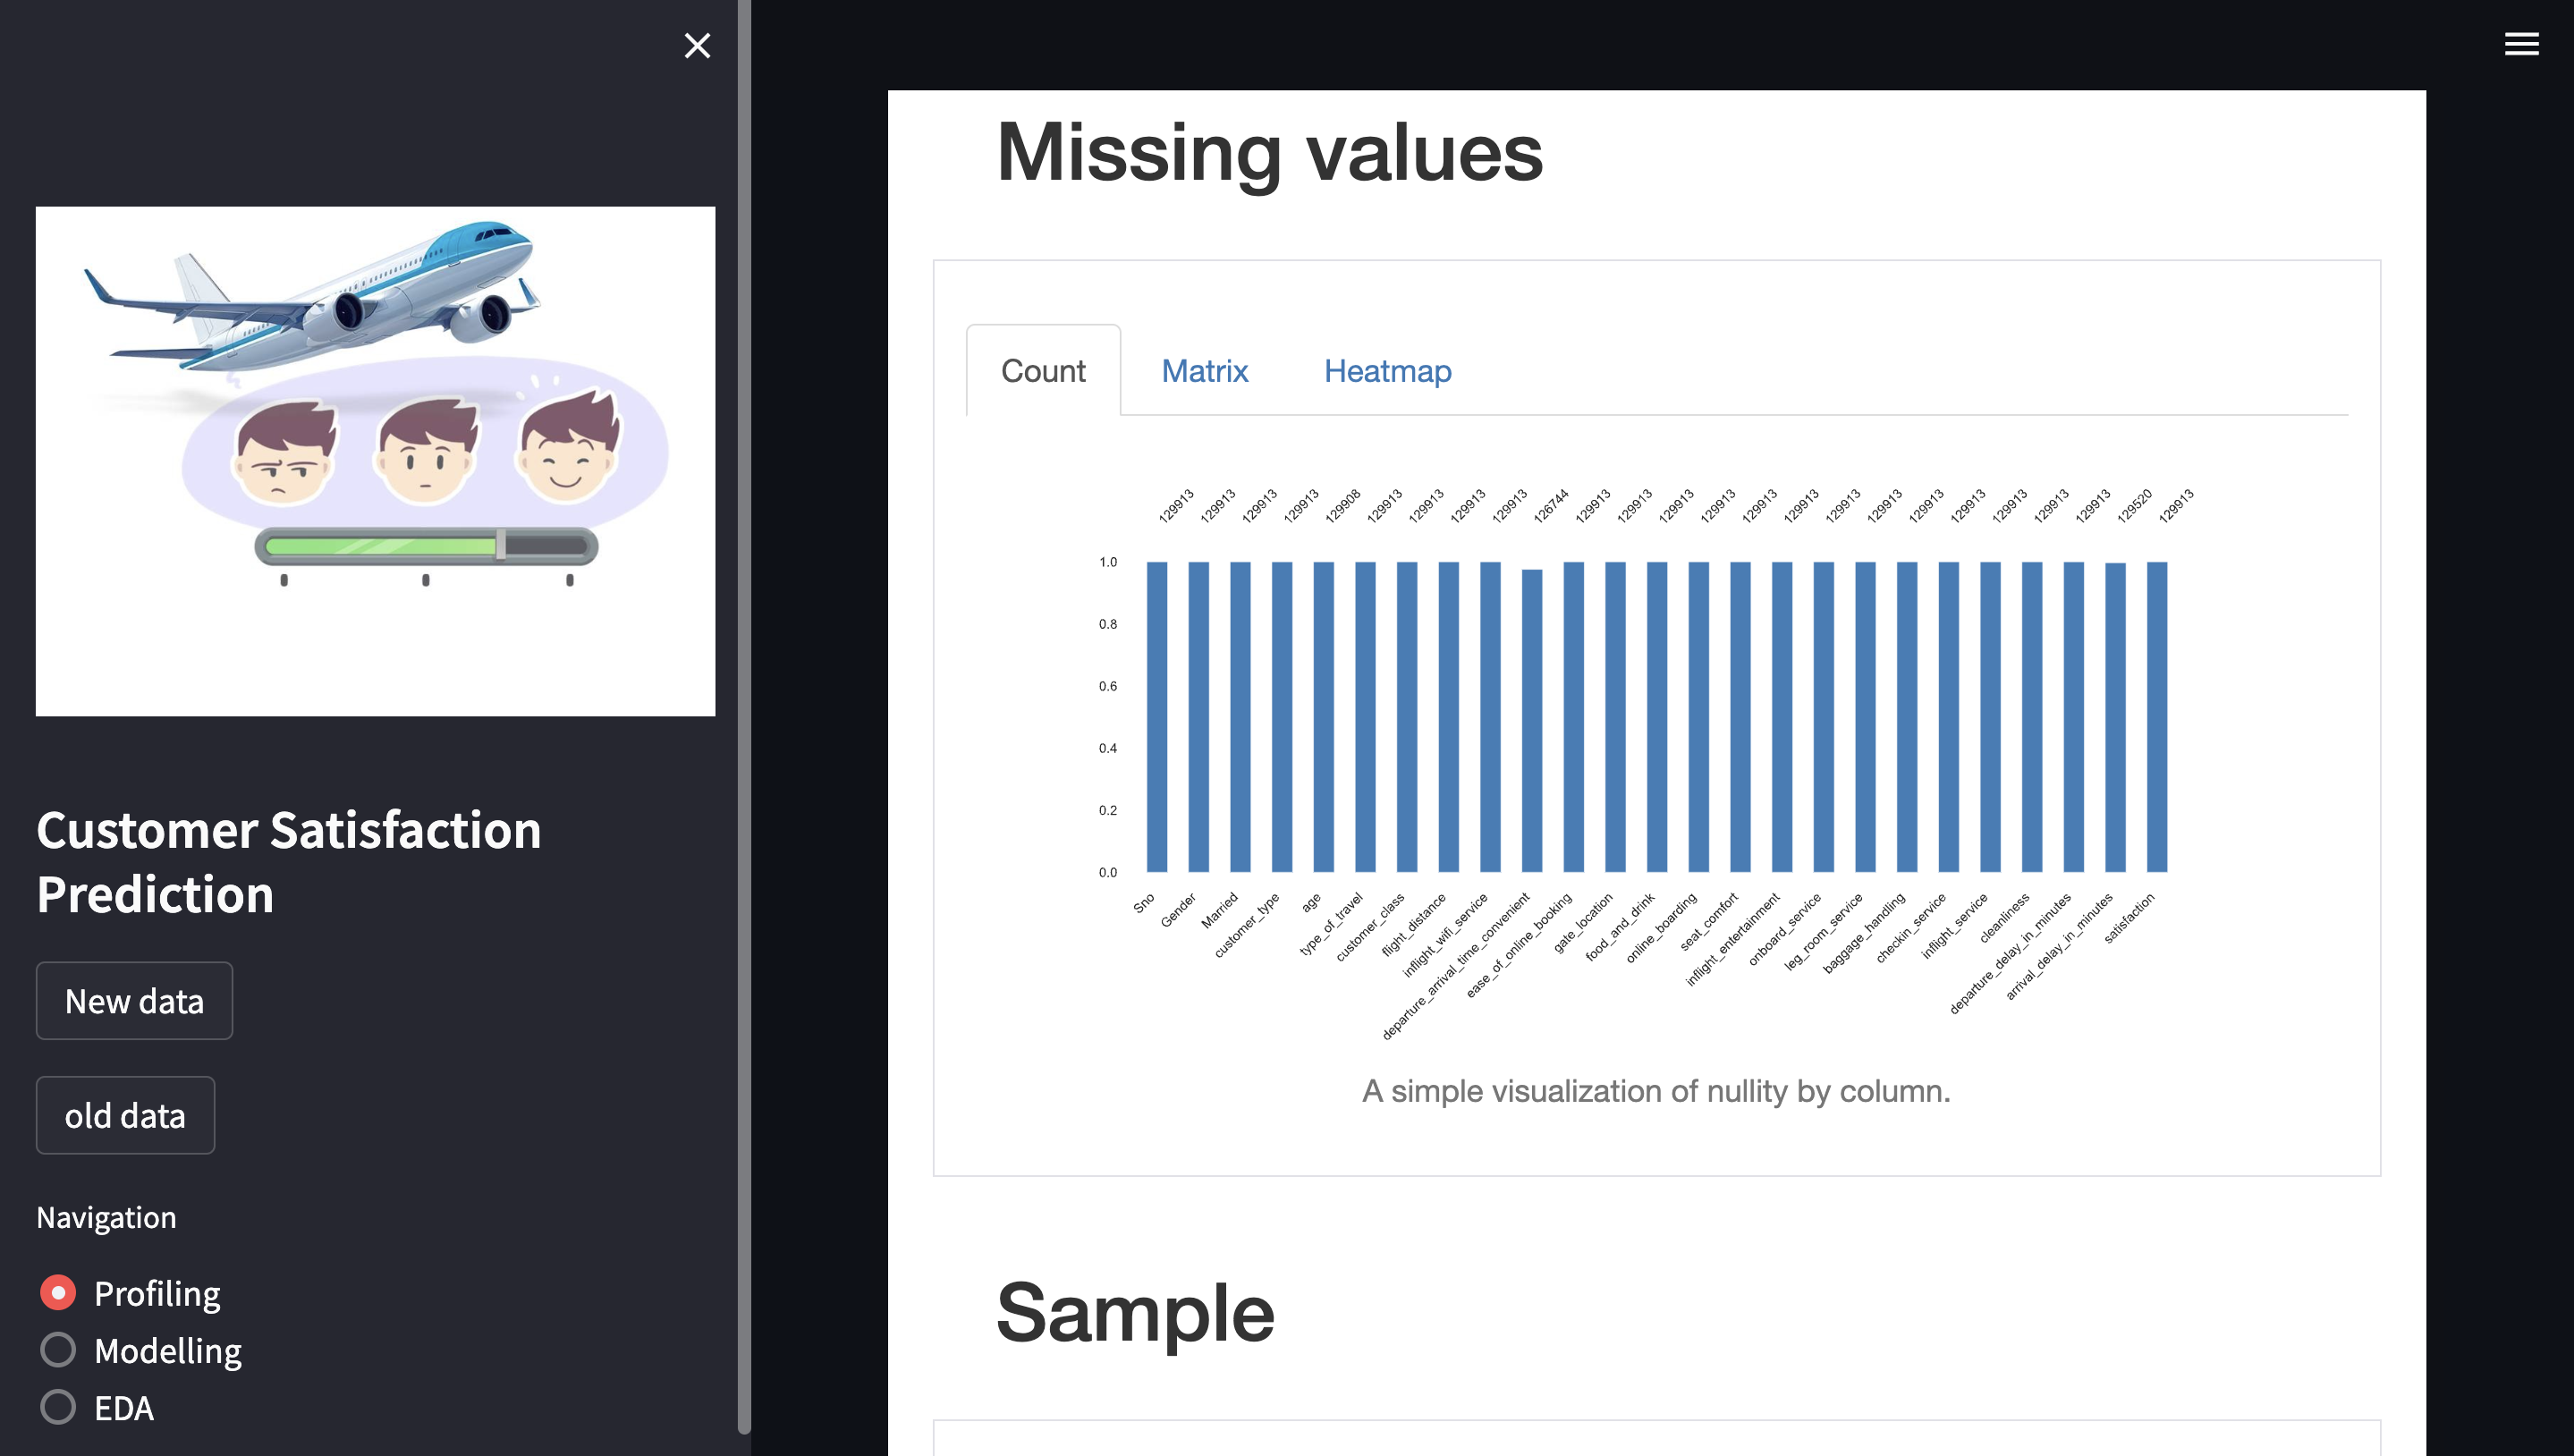 Customer Satisfaction
Prediction
New data
old data
Navigation
Profiling
Modelling
EDA
Missing values
Count Matrix Heatmap
129913 129913 129913 129913 129908 129913 129913 129913 129913 126744 129913 129913 129913 129913 129913 129913 129913 129913 129913 129913 129913 129913 129913 129520 129913
1.0
0.8
0.6
0.4
0.2
0.0
Sno Gender Married customer_type age type_of_travel customer_class flight_distance inflight_wifi_service departure_arrival_time_convenient ease_of_online_booking gate_location food_and_drink online_boarding seat_comfort inflight_entertainment onboard_service leg_room_service baggage_handling checkin_service inflight_service cleanliness departure_delay_in_minutes arrival_delay_in_minutes satisfaction
A simple visualization of nullity by column.
Sample